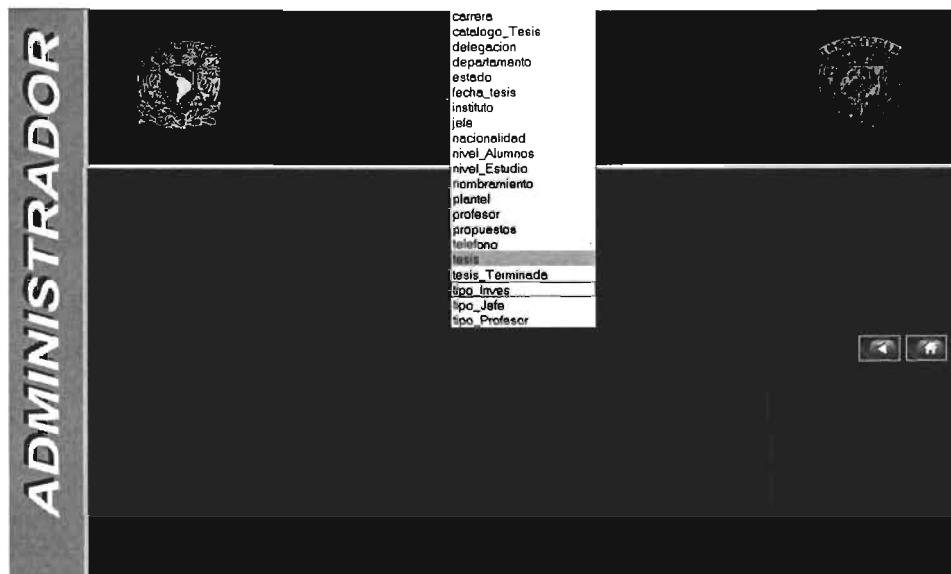 ADMINISTRADOR
carrera
catalogo_Tesis
delegacion
departamento
estado
fecha_tesis
instituto
jefe
nacionalidad
nivel_Alumnos
nivel_Estudio
nombramiento
plantel
profesor
propuestos
telefono
tesis
tesis_Terminada
tipo_Inves
tipo_Jefe
tipo_Profesor